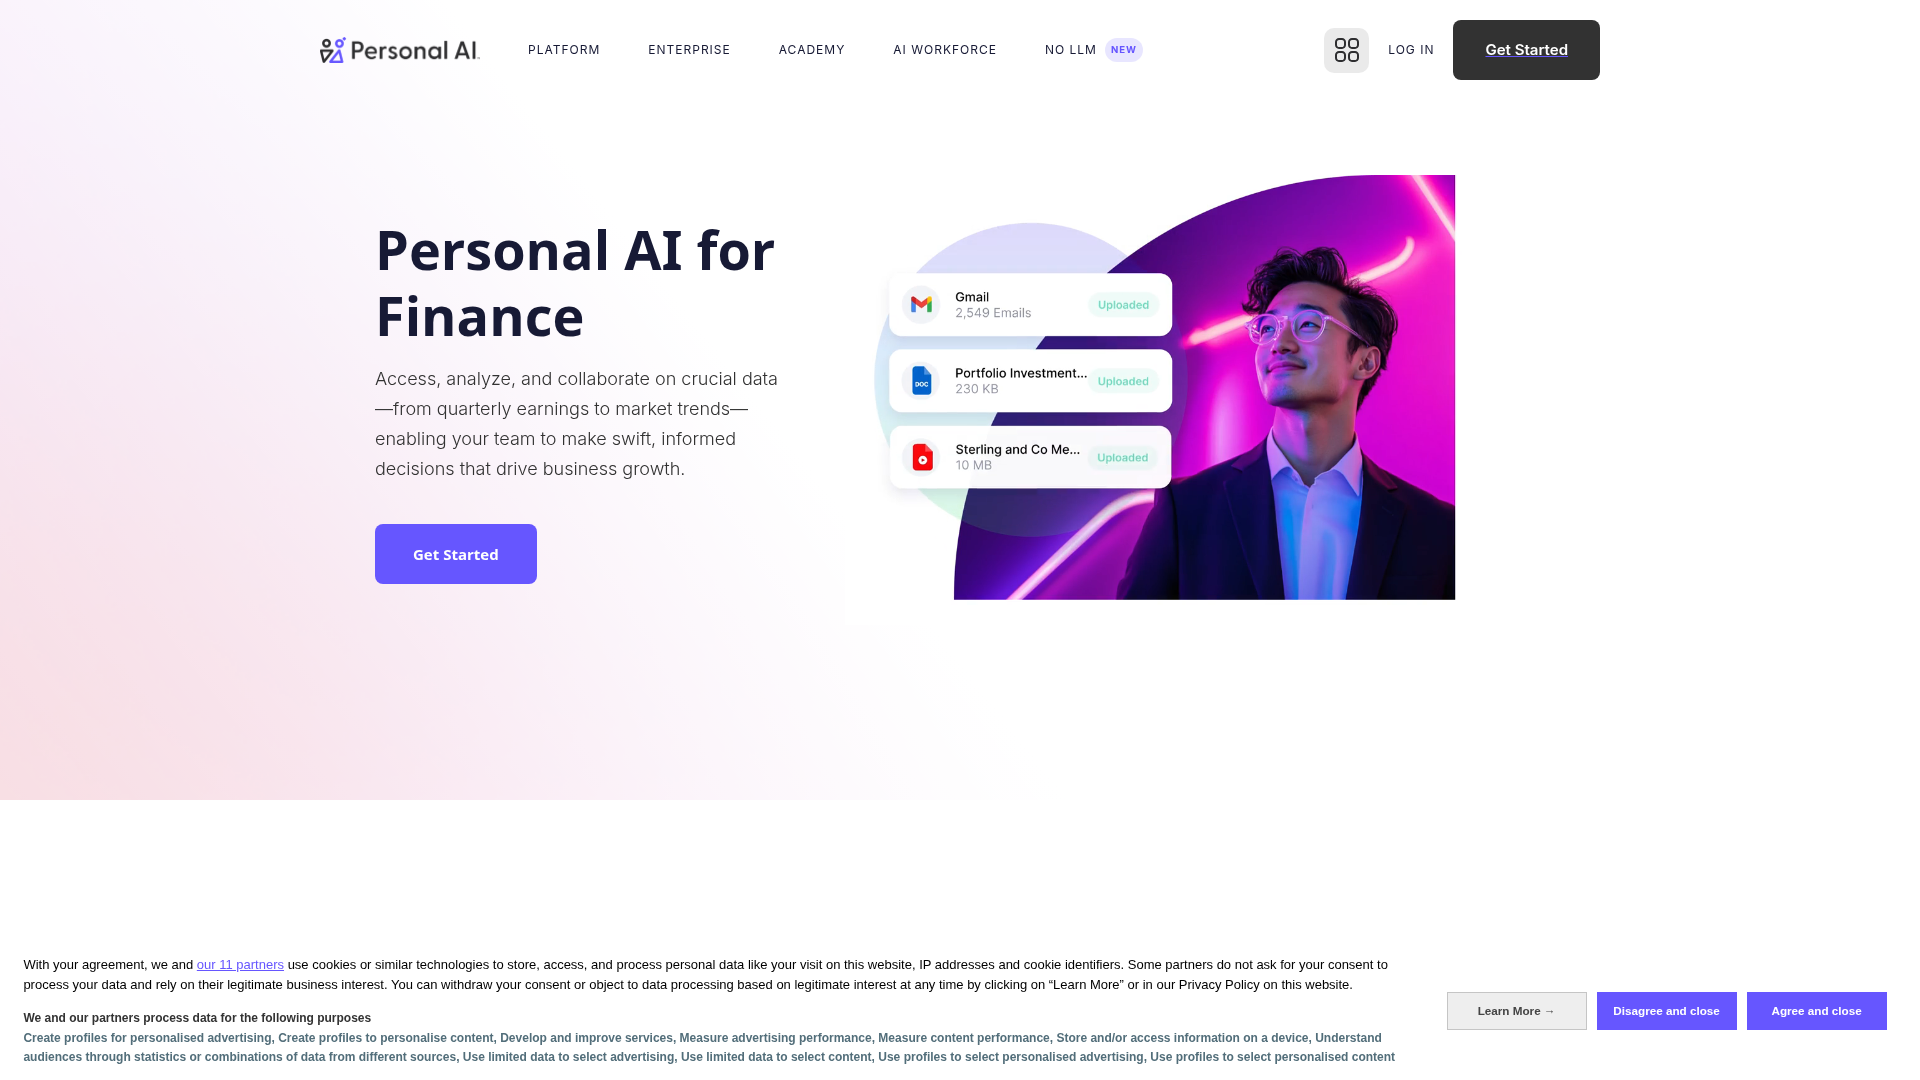 Personal AI
PLATFORM
ENTERPRISE
ACADEMY
AI WORKFORCE
NO LLM NEW
LOG IN
Get Started
Personal AI for
Finance
Access, analyze, and collaborate on crucial data
—from quarterly earnings to market trends—
enabling your team to make swift, informed
decisions that drive business growth.
Get Started
Gmail
2,549 Emails
Uploaded
DOC
Portfolio Investment...
230 KB
Uploaded
Sterling and Co Me...
10 MB
Uploaded
With your agreement, we and our 11 partners use cookies or similar technologies to store, access, and process personal data like your visit on this website, IP addresses and cookie identifiers. Some partners do not ask for your consent to
process your data and rely on their legitimate business interest. You can withdraw your consent or object to data processing based on legitimate interest at any time by clicking on “Learn More” or in our Privacy Policy on this website.
We and our partners process data for the following purposes
Create profiles for personalised advertising, Create profiles to personalise content, Develop and improve services, Measure advertising performance, Measure content performance, Store and/or access information on a device, Understand
audiences through statistics or combinations of data from different sources, Use limited data to select advertising, Use limited data to select content, Use profiles to select personalised advertising, Use profiles to select personalised content
Learn More →
Disagree and close
Agree and close